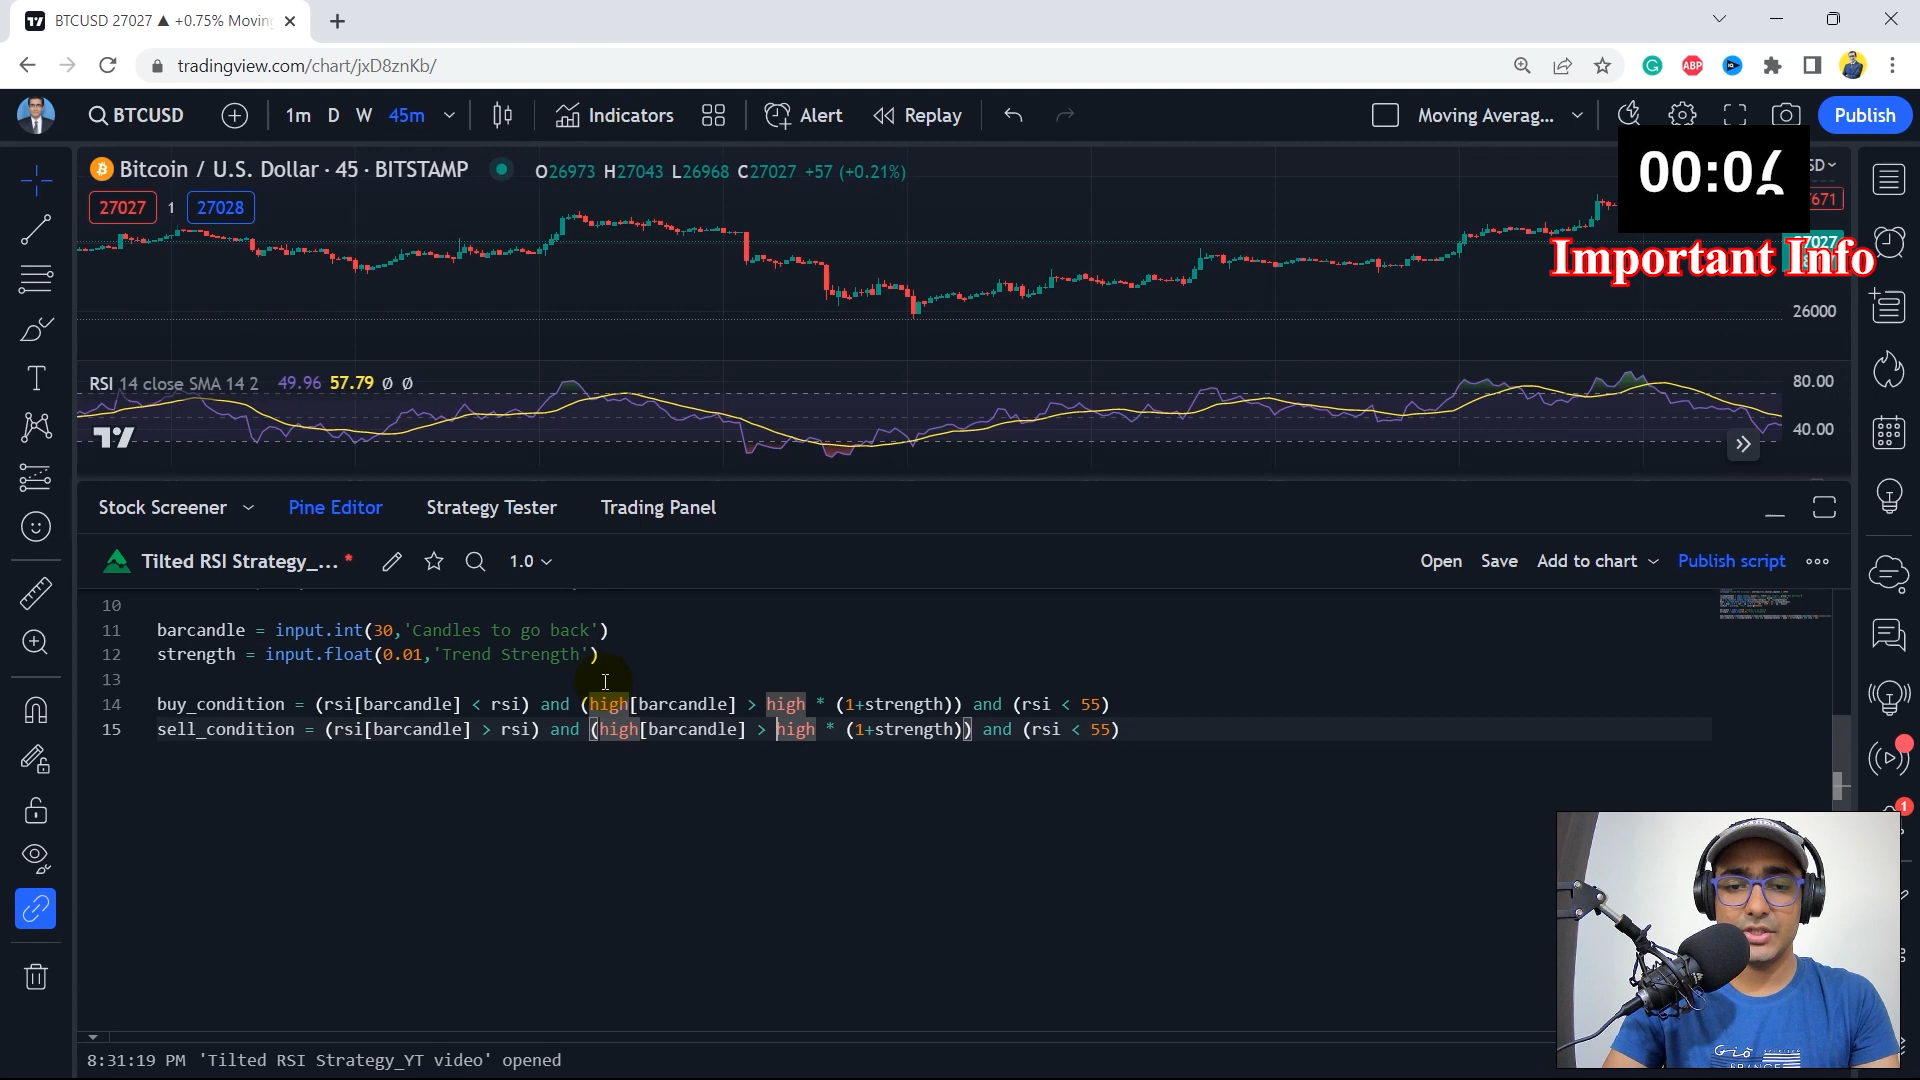 BTCUSD 27027 ▲ +0.75% Movin
tradingview.com/chart/jxD8znKb/
ABP
BTCUSD 1m D W 45m Indicators Alert Replay Moving Averag... Publish
Bitcoin / U.S. Dollar · 45 · BITSTAMP O26973 H27043 L26968 C27027 +57 (+0.21%)
27027 1 27028
671
27027
Important Info
26000
RSI 14 close SMA 14 2 49.96 57.79 Ø Ø
80.00
40.00
Stock Screener Pine Editor Strategy Tester Trading Panel
Tilted RSI Strategy_... * 1.0 Open Save Add to chart Publish script
10
11 barcandle = input.int(30,'Candles to go back')
12 strength = input.float(0.01,'Trend Strength')
13
14 buy_condition = (rsi[barcandle] < rsi) and (high[barcandle] > high * (1+strength)) and (rsi < 55)
15 sell_condition = (rsi[barcandle] > rsi) and (high[barcandle] > high * (1+strength)) and (rsi < 55)
1
8:31:19 PM 'Tilted RSI Strategy_YT video' opened
Giò